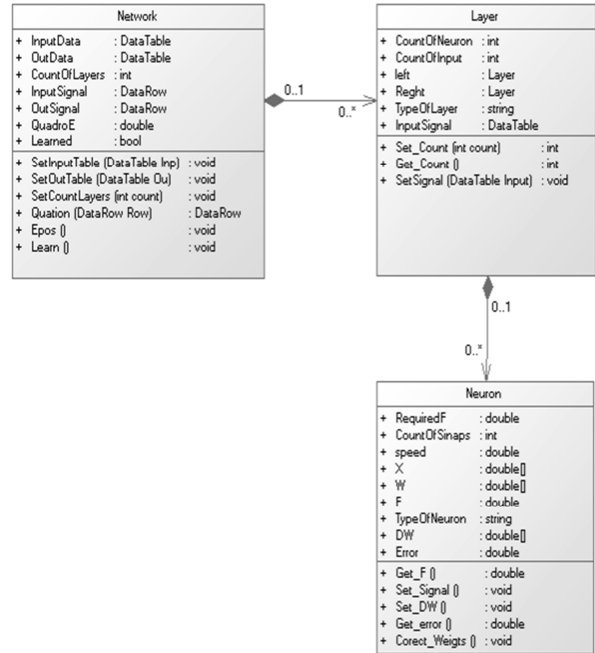 Network
+ InputData : DataTable
+ OutData : DataTable
+ CountOfLayers : int
+ InputSignal : DataRow
+ OutSignal : DataRow
+ QuadroE : double
+ Learned : bool
+ SetInputTable (DataTable Inp) : void
+ SetOutTable (DataTable Ou) : void
+ SetCountLayers (int count) : void
+ Quation (DataRow Row) : DataRow
+ Epos () : void
+ Learn () : void
0..1
0..*
Layer
+ CountOfNeuron : int
+ CountOfInput : int
+ left : Layer
+ Reght : Layer
+ TypeOfLayer : string
+ InputSignal : DataTable
+ Set_Count (int count) : int
+ Get_Count () : int
+ SetSignal (DataTable Input) : void
0..1
0..*
Neuron
+ RequiredF : double
+ CountOfSinaps : int
+ speed : double
+ X : double[]
+ W : double[]
+ F : double
+ TypeOfNeuron : string
+ DW : double[]
+ Error : double
+ Get_F () : double
+ Set_Signal () : void
+ Set_DW () : void
+ Get_error () : double
+ Corect_Weigts () : void